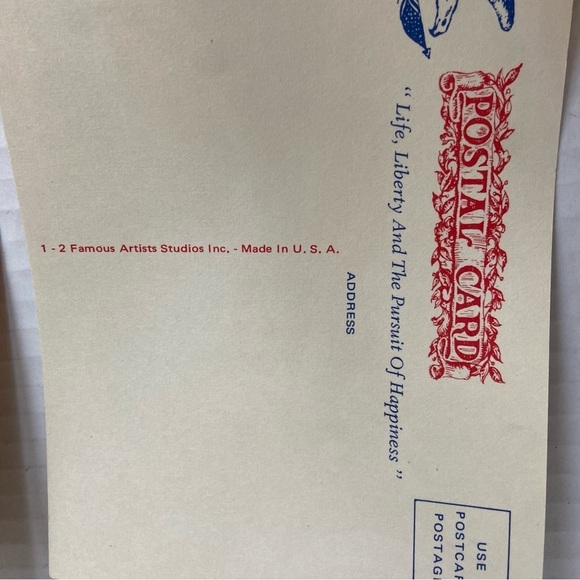 POSTAL CARD
" Life, Liberty And The Pursuit Of Happiness "
ADDRESS
1 - 2 Famous Artists Studios Inc. - Made In U. S. A.
USE
POSTCAR
POSTAG